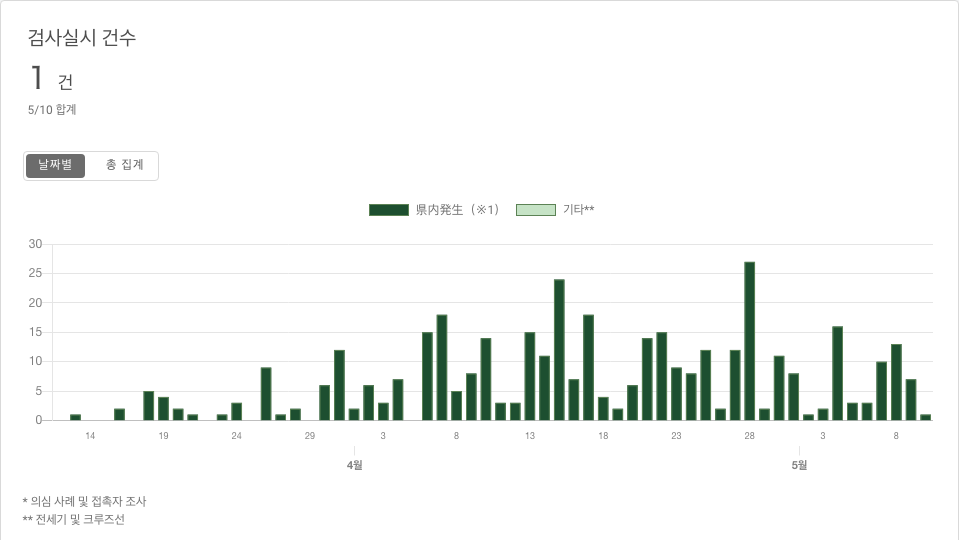 검사실시 건수
1 건
5/10 합계
날짜별 총 집계
県内発生（※1） 기타**
30
25
20
15
10
5
0
14 19 24 29 3 8 13 18 23 28 3 8
4월 5월
* 의심 사례 및 접촉자 조사
** 전세기 및 크루즈선